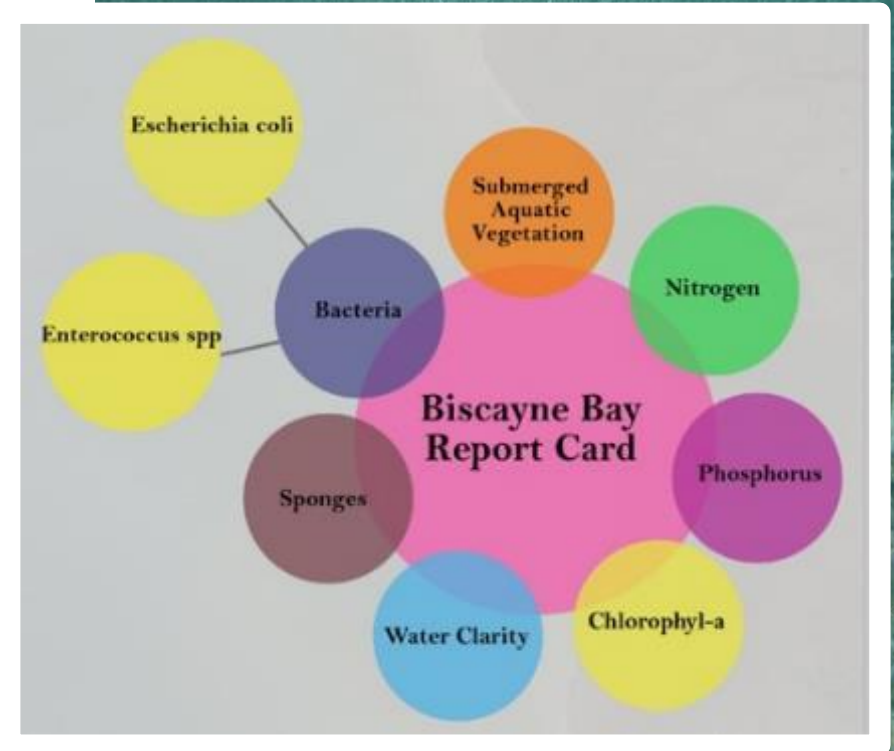 Escherichia coli
Submerged
Aquatic
Vegetation
Nitrogen
Bacteria
Enterococcus spp
Biscayne Bay
Report Card
Phosphorus
Sponges
Chlorophyl-a
Water Clarity